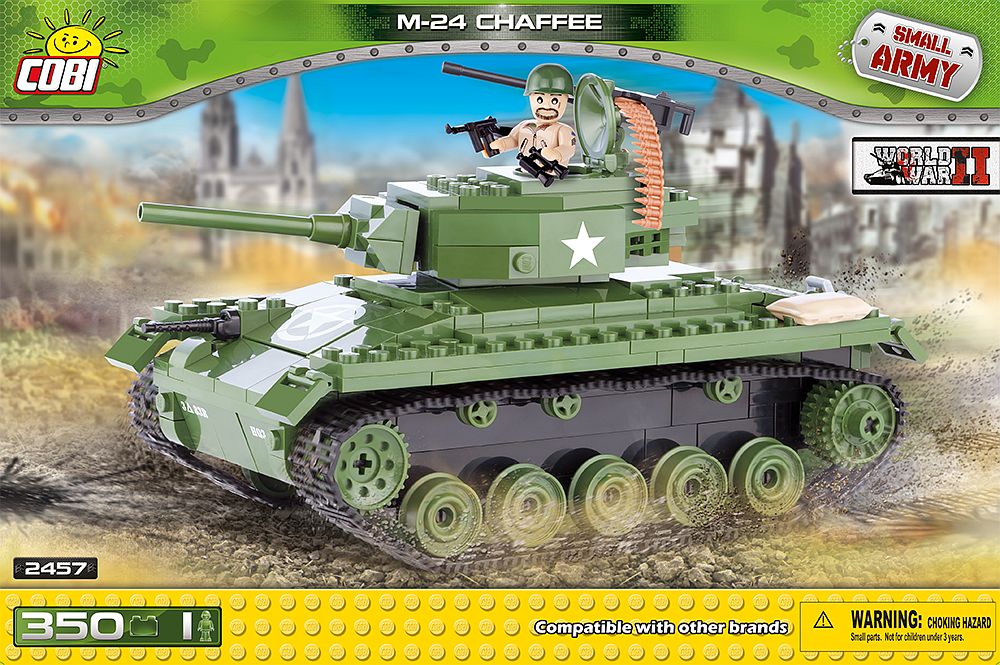 M-24 CHAFFEE
COBI
SMALL
ARMY
WORLD
WAR II
2457
350 1
Compatible with other brands
WARNING: CHOKING HAZARD
Small parts. Not for children under 3 years.